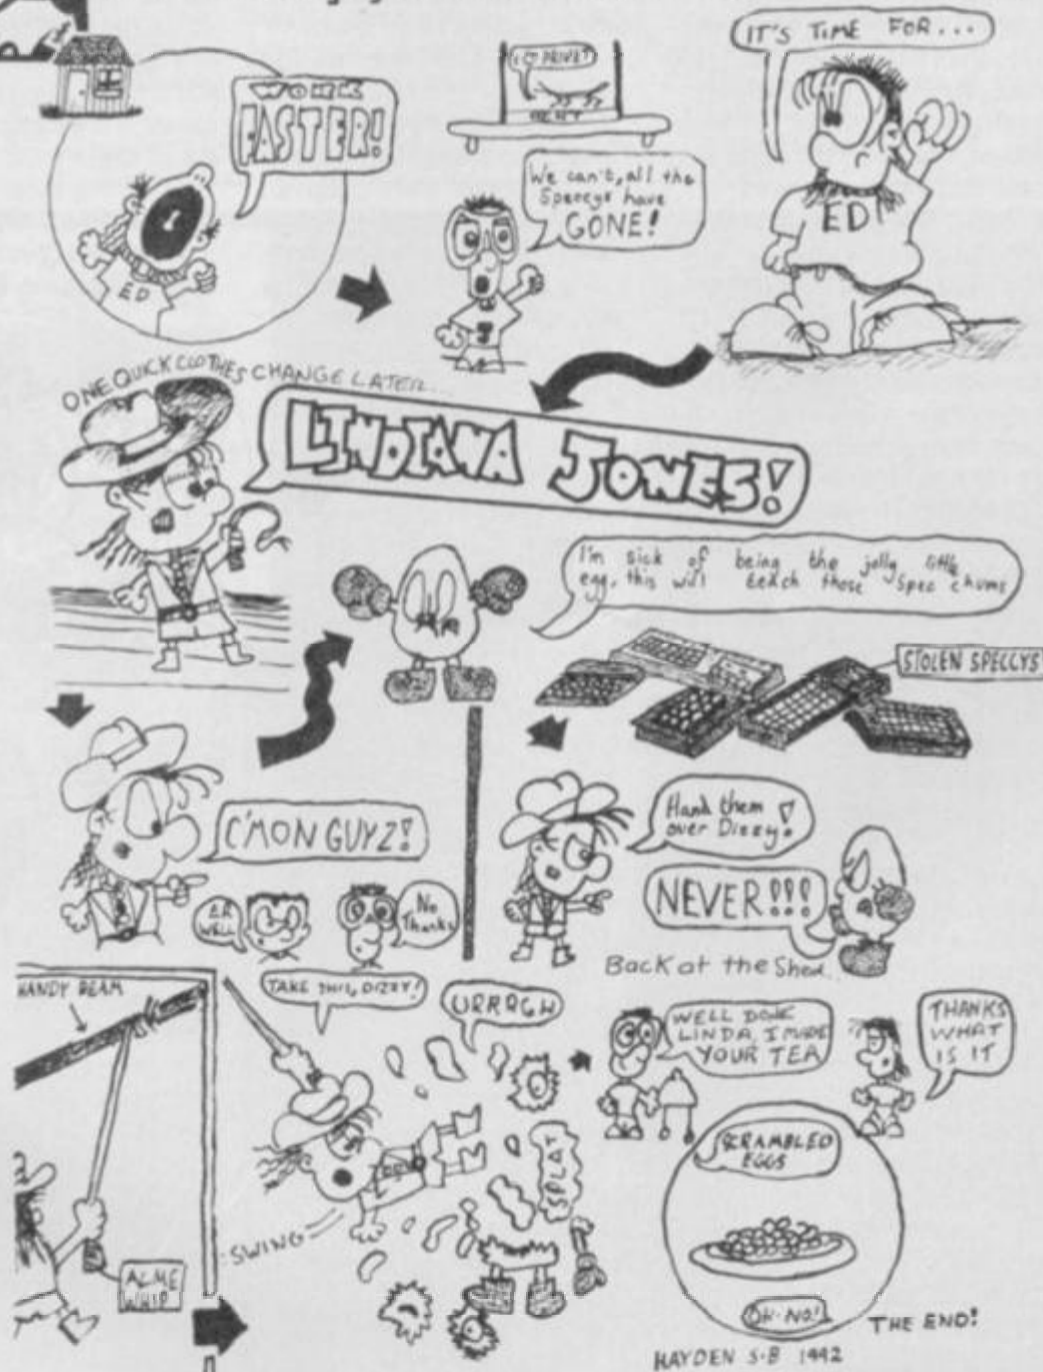 WORK
FASTER!
ED
We can't, all the
Speccys have
GONE!
IT'S TIME FOR...
ED
ONE QUICK CLOTHES CHANGE LATER...
LINDIANA JONES!
I'm sick of being the jolly little
egg, this will teach those Spec chums
STOLEN SPECCYS
C'MON GUYZ!
ER
WELL
No
Thanks
Hand them
over Dizzy!
NEVER!!!
HANDY BEAM
ACME
WHIP
TAKE THIS, DIZZY!
URRRGH
SWING
SPLAT
Back at the Shed..
WELL DONE
LINDA, I MADE
YOUR TEA
THANKS
WHAT
IS IT
SCRAMBLED
EGGS
OH-NO!
THE END!
HAYDEN S-B 1992